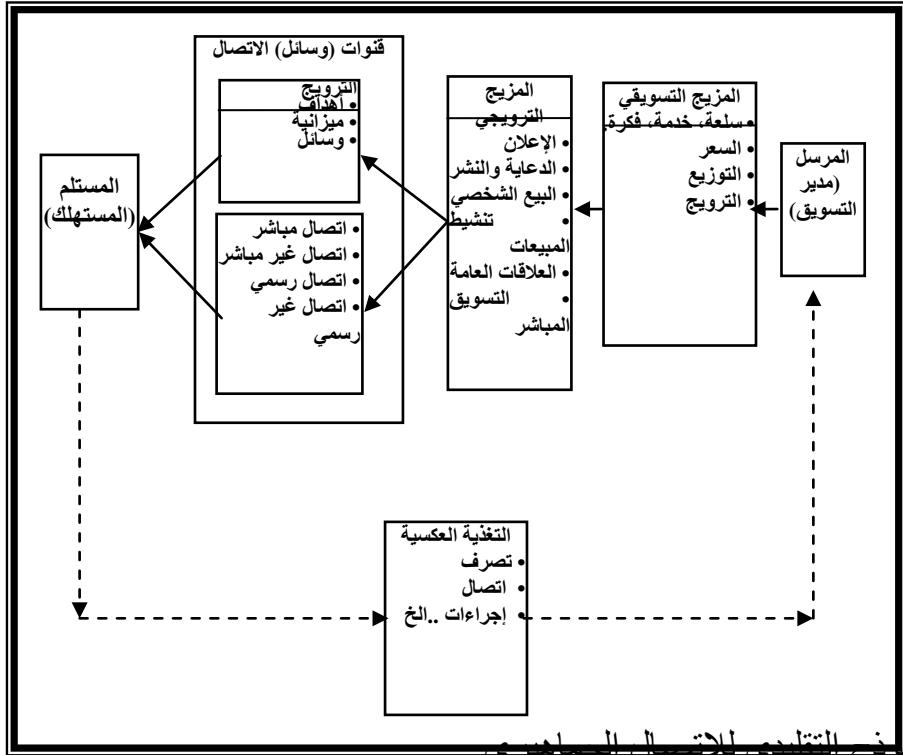 المرسل
(مدير
التسويق)
المزيج التسويقي
• سلعة، خدمة، فكرة
• السعر
• التوزيع
• الترويج
المزيج
الترويجي
• الإعلان
• الدعاية والنشر
• البيع الشخصي
• تنشيط
المبيعات
• العلاقات العامة
• التسويق
المباشر
قنوات (وسائل) الاتصال
الترويج
• أهداف
• ميزانية
• وسائل
• اتصال مباشر
• اتصال غير مباشر
• اتصال رسمي
• اتصال غير
رسمي
المستلم
(المستهلك)
التغذية العكسية
• تصرف
• اتصال
• إجراءات ..الخ
التقليدي للاتصال